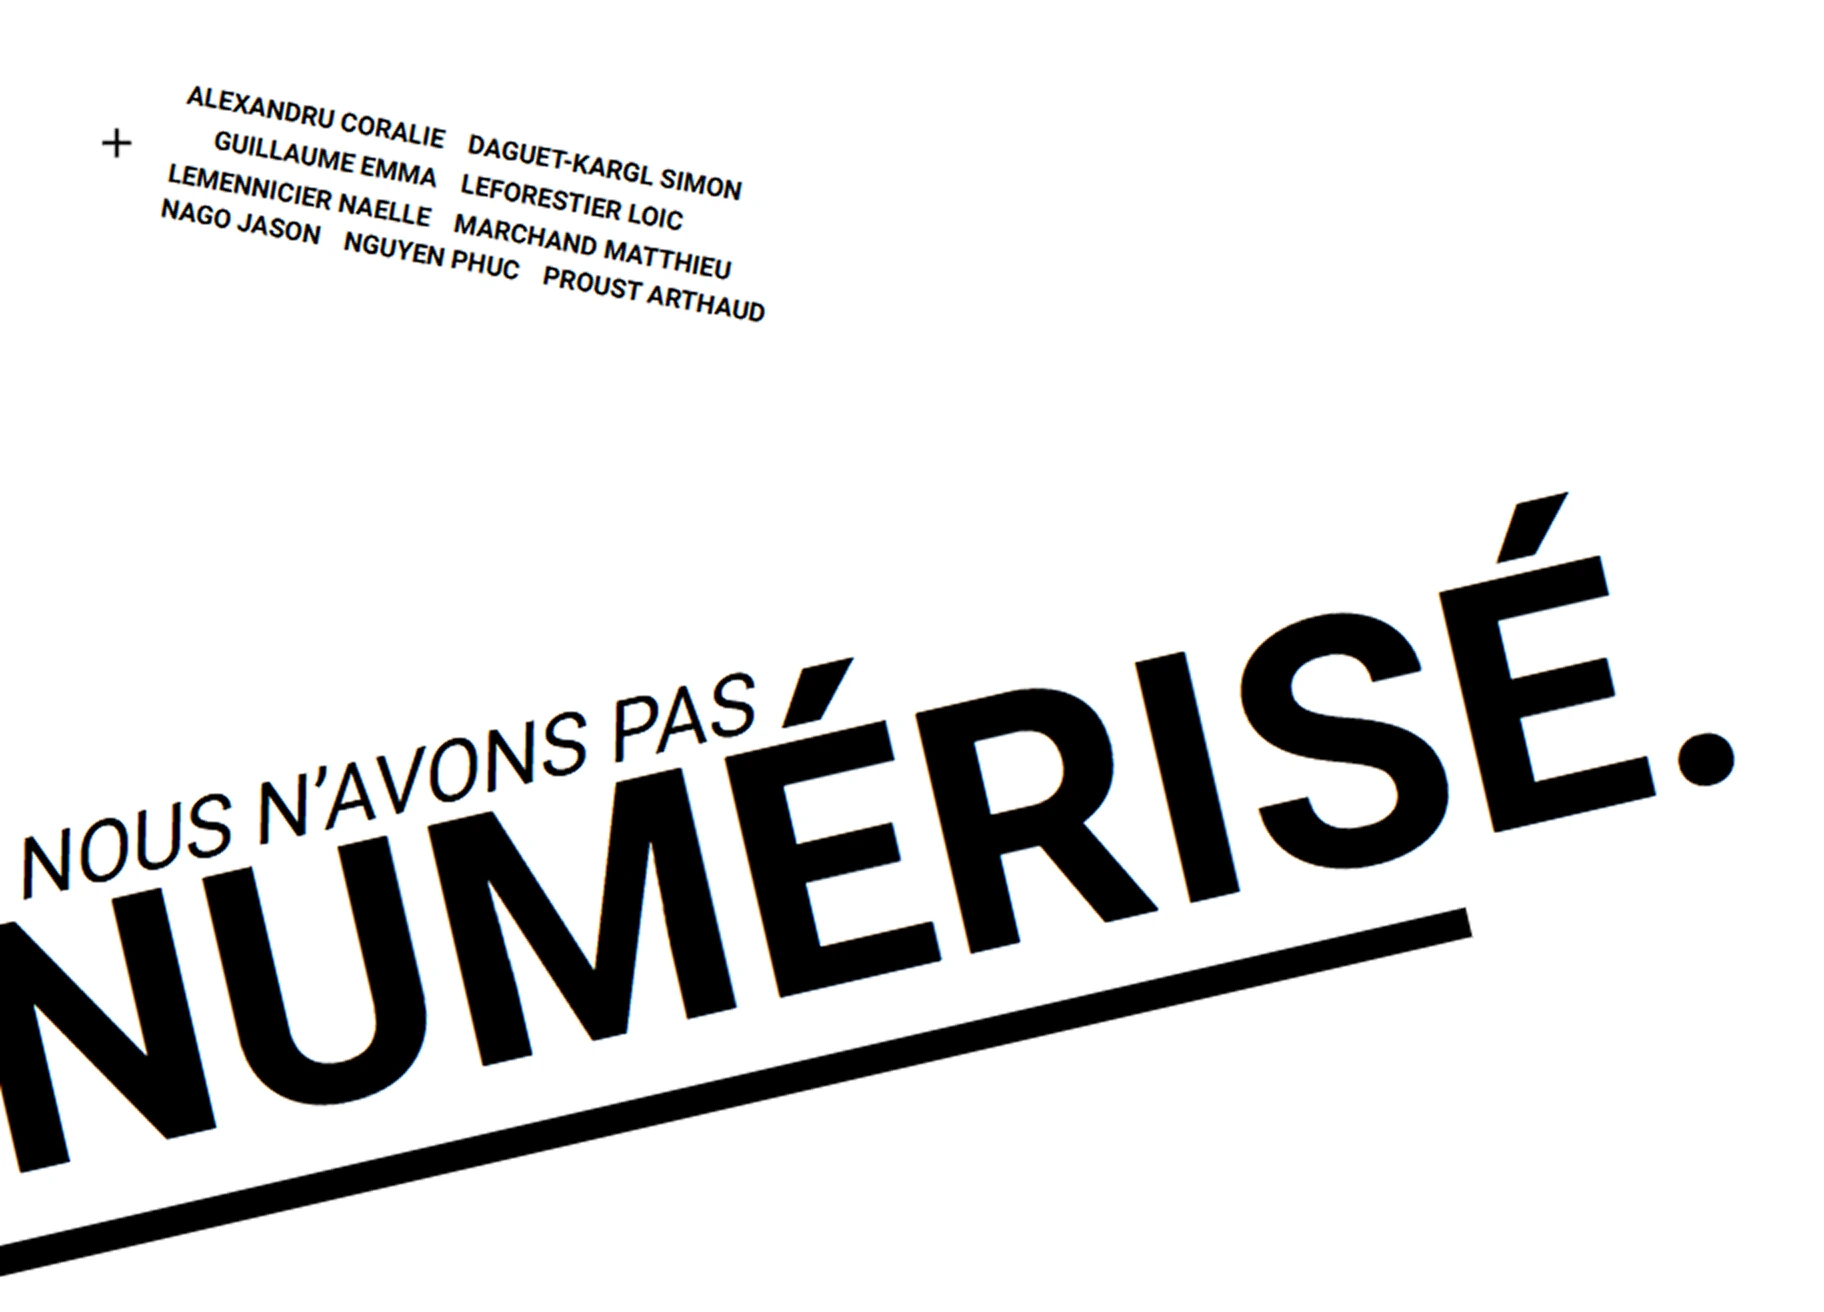 +
ALEXANDRU CORALIE DAGUET-KARGL SIMON
GUILLAUME EMMA LEFORESTIER LOIC
LEMENNICIER NAELLE MARCHAND MATTHIEU
NAGO JASON NGUYEN PHUC PROUST ARTHAUD
NOUS N’AVONS PAS
NUMÉRISÉ.